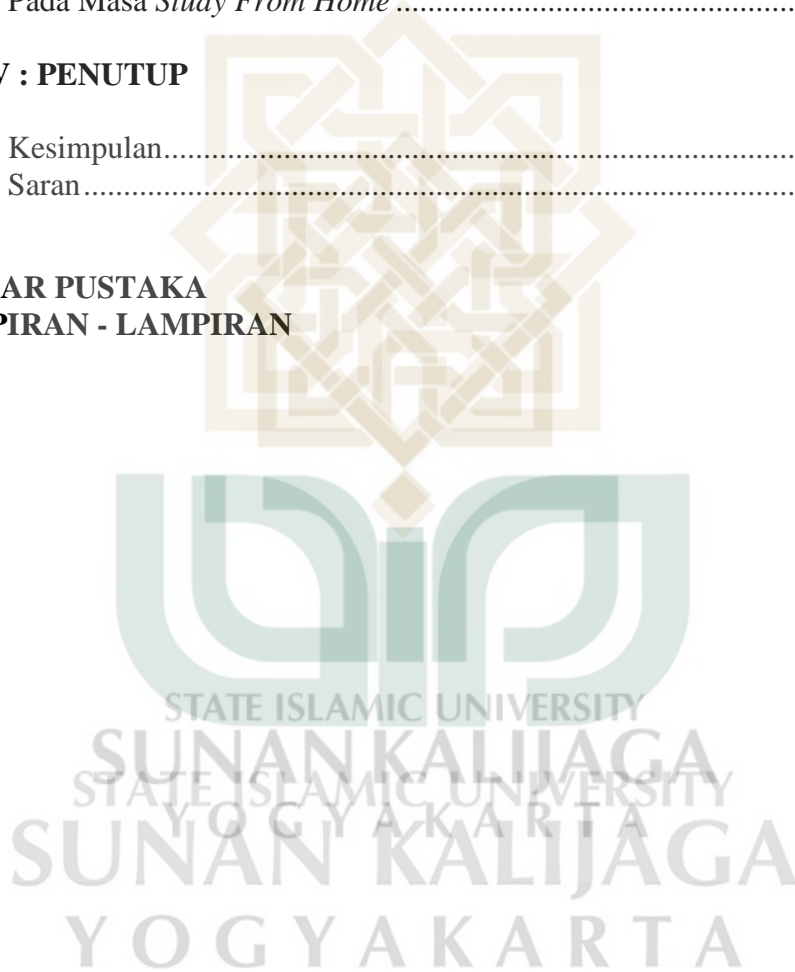 Pada Masa Study From Home ..................................................
V : PENUTUP
Kesimpulan..............................................................................
Saran........................................................................................
AR PUSTAKA
PIRAN - LAMPIRAN
STATE ISLAMIC UNIVERSITY
SUNAN KALIJAGA
YOGYAKARTA
STATE ISLAMIC UNIVERSITY
SUNAN KALIJAGA
YOGYAKARTA